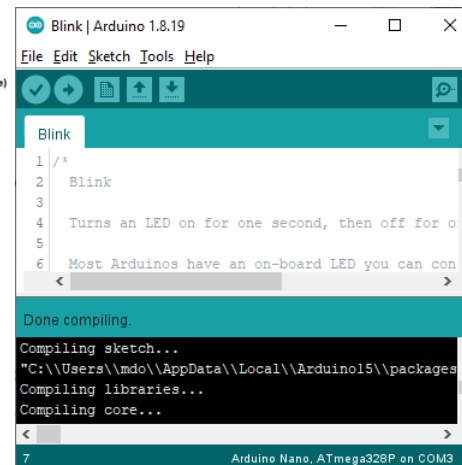 Blink | Arduino 1.8.19
File Edit Sketch Tools Help
Blink
1 /*
2 Blink
3
4 Turns an LED on for one second, then off for o
5
6 Most Arduinos have an on-board LED you can con
Done compiling.
Compiling sketch...
"C:\\Users\\mdo\\AppData\\Local\\Arduino15\\packages
Compiling libraries...
Compiling core...
7 Arduino Nano, ATmega328P on COM3